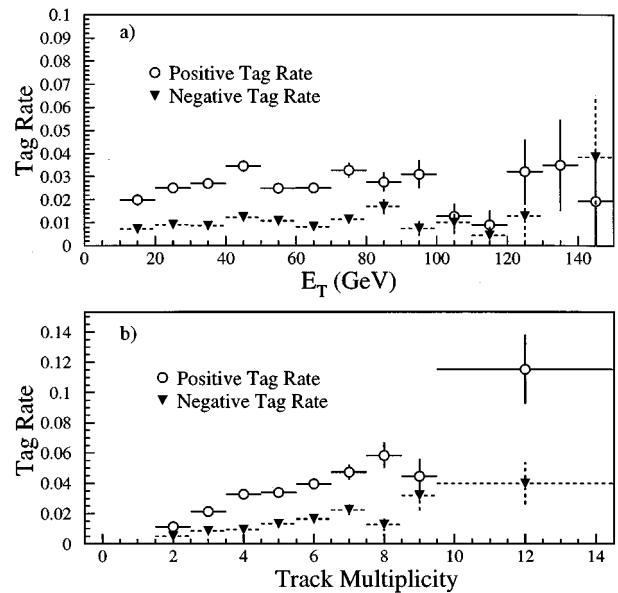 a)
Positive Tag Rate
Negative Tag Rate
Tag Rate
0.1
0.09
0.08
0.07
0.06
0.05
0.04
0.03
0.02
0.01
0
0 20 40 60 80 100 120 140
E_T (GeV)
b)
Positive Tag Rate
Negative Tag Rate
Tag Rate
0.14
0.12
0.1
0.08
0.06
0.04
0.02
0
0 2 4 6 8 10 12 14
Track Multiplicity